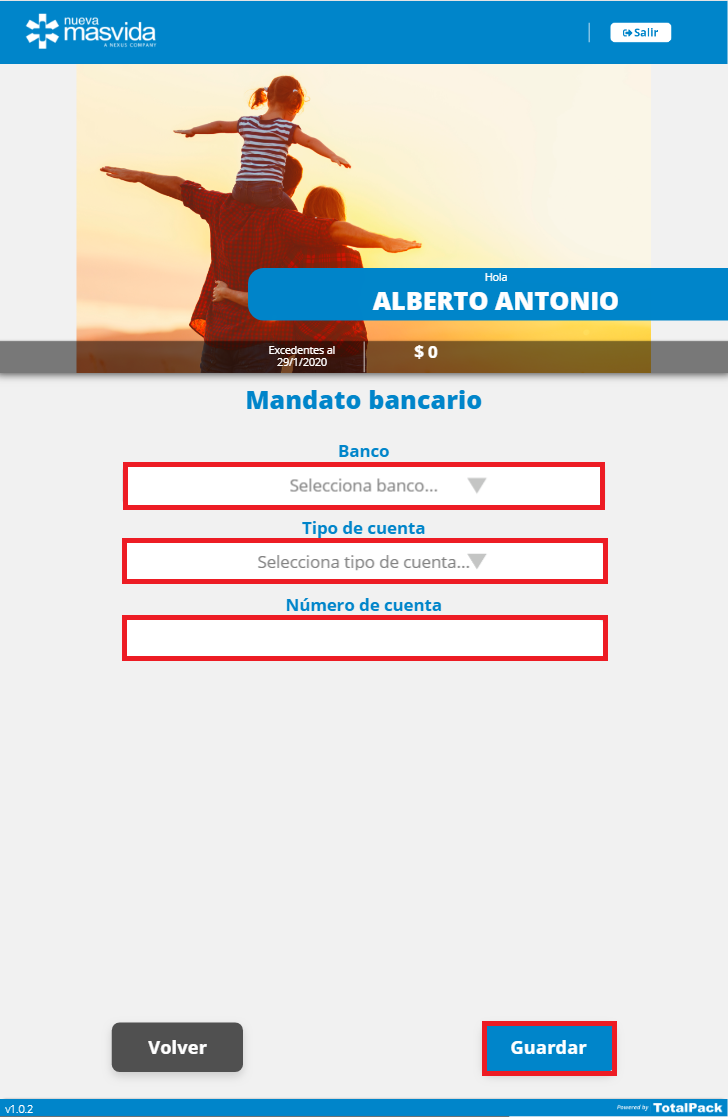 nueva
masvida
A NEXUS COMPANY
Salir
Hola
ALBERTO ANTONIO
Excedentes al
29/1/2020
$ 0
Mandato bancario
Banco
Selecciona banco...
Tipo de cuenta
Selecciona tipo de cuenta...
Número de cuenta
Volver
Guardar
v1.0.2
Powered by TotalPack